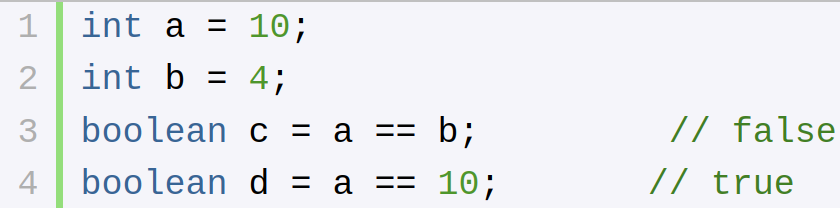 1 int a = 10;
2 int b = 4;
3 boolean c = a == b;         // false
4 boolean d = a == 10;       // true